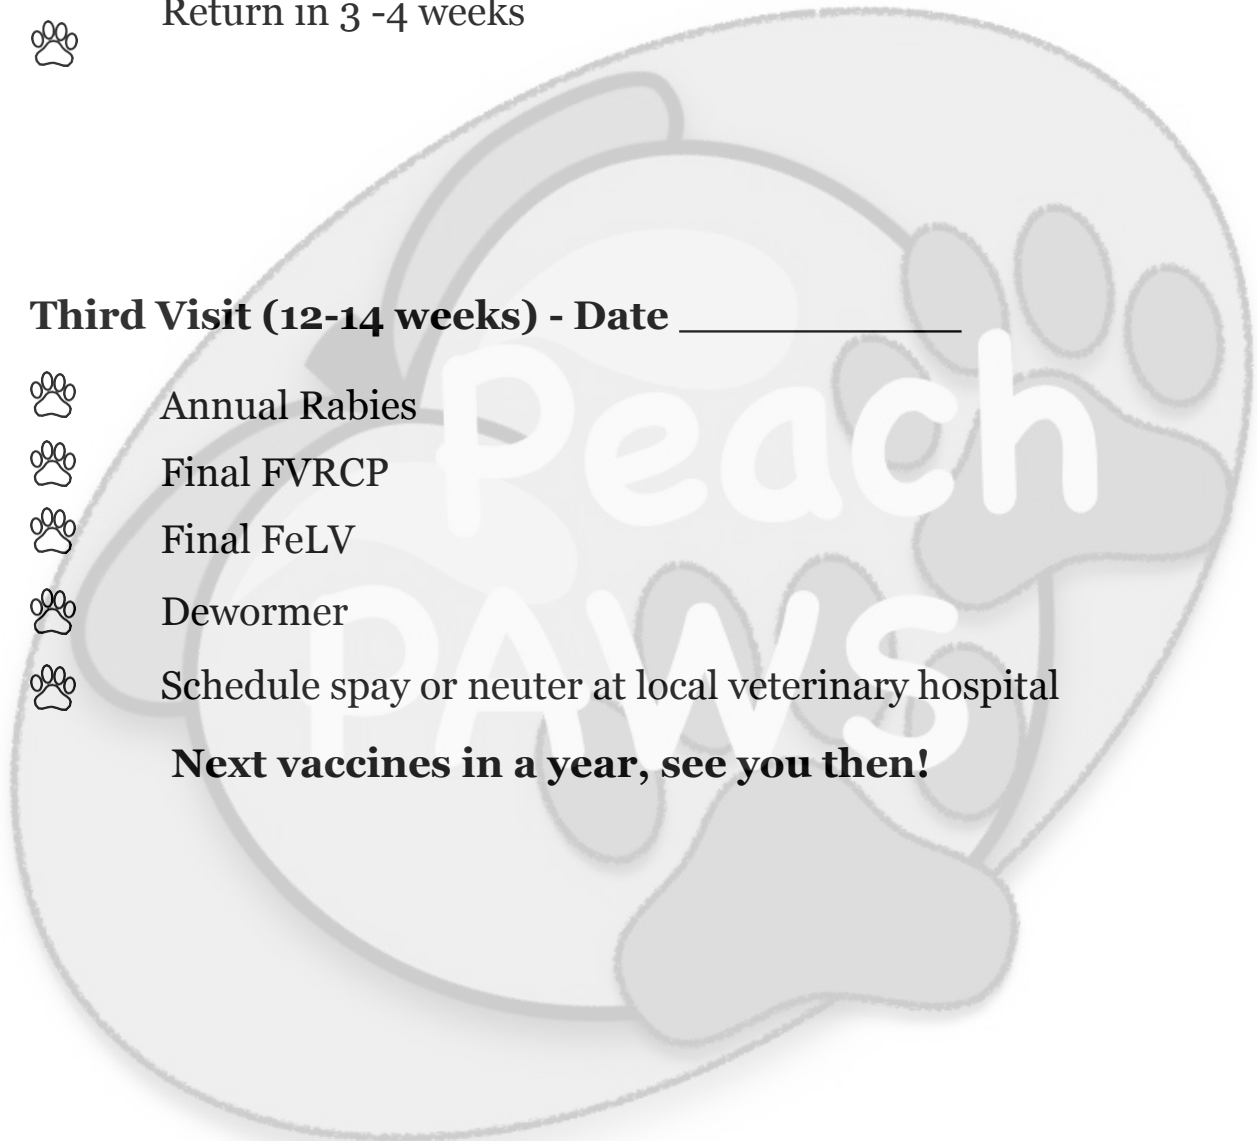 Return in 3 -4 weeks
Third Visit (12-14 weeks) - Date ______________
Annual Rabies
Final FVRCP
Final FeLV
Dewormer
Schedule spay or neuter at local veterinary hospital
Next vaccines in a year, see you then!
Peach
PAWS